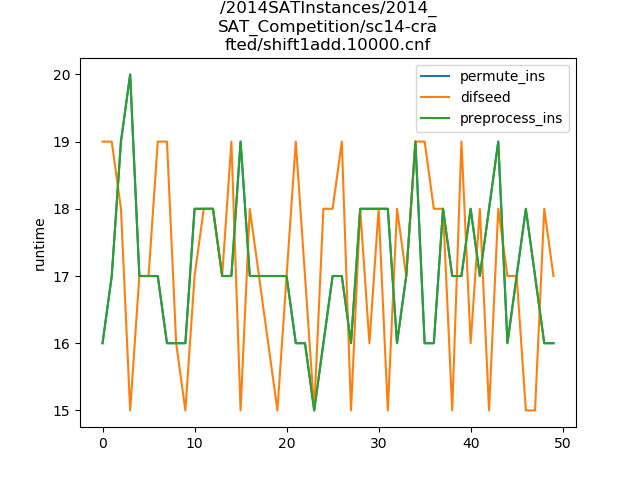 /2014SATInstances/2014_
SAT_Competition/sc14-cra
fted/shift1add.10000.cnf
permute_ins
difseed
preprocess_ins
runtime
20
19
18
17
16
15
0 10 20 30 40 50